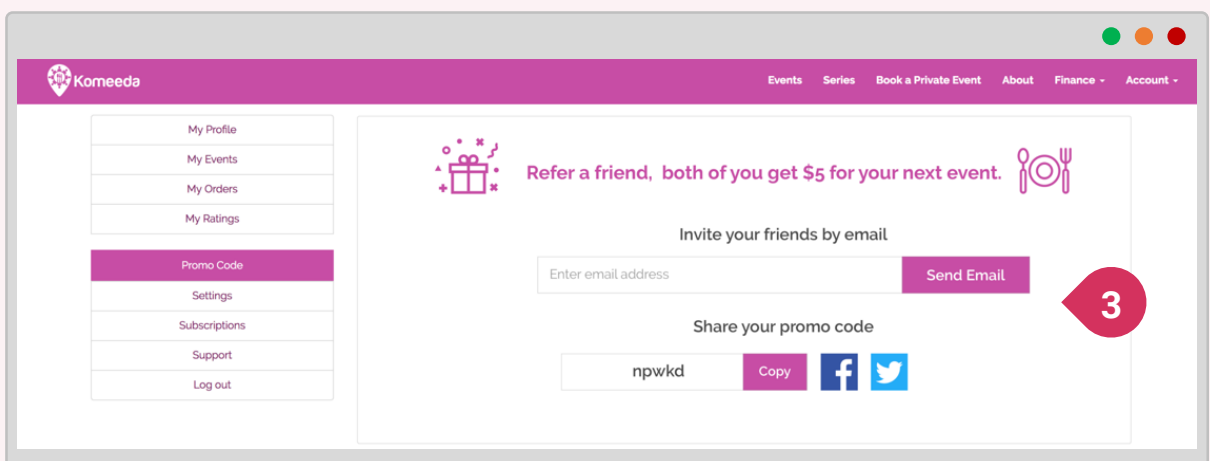 Komeeda
Events Series Book a Private Event About Finance Account
My Profile
My Events
My Orders
My Ratings
Promo Code
Settings
Subscriptions
Support
Log out
Refer a friend, both of you get $5 for your next event.
Invite your friends by email
Enter email address
Send Email
3
Share your promo code
npwkd
Copy